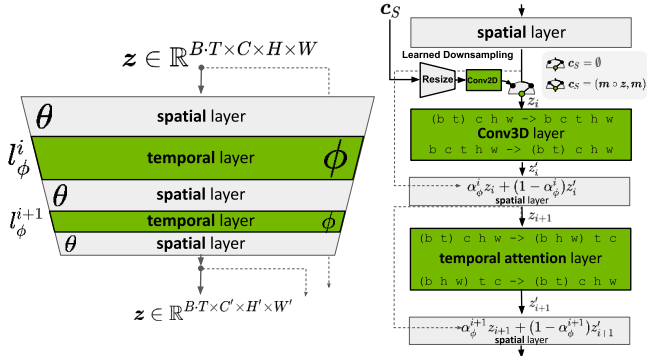 z ∈ ℝ^{B·T×C×H×W}
θ
spatial layer
l_ϕ^i
temporal layer
ϕ
θ
spatial layer
l_ϕ^{i+1}
temporal layer
ϕ
θ
spatial layer
z ∈ ℝ^{B·T×C′×H′×W′}
c_S
spatial layer
Learned Downsampling
Resize
Conv2D
c_S = ∅
c_S = (m ∘ z, m)
z_i
(b t) c h w -> b c t h w
Conv3D layer
b c t h w -> (b t) c h w
z′_i
α_ϕ^i z_i + (1 − α_ϕ^i) z′_i
spatial layer
z_{i+1}
(b t) c h w -> (b h w) t c
temporal attention layer
(b h w) t c -> (b t) c h w
z′_{i+1}
α_ϕ^{i+1} z_{i+1} + (1 − α_ϕ^{i+1}) z′_{i+1}
spatial layer